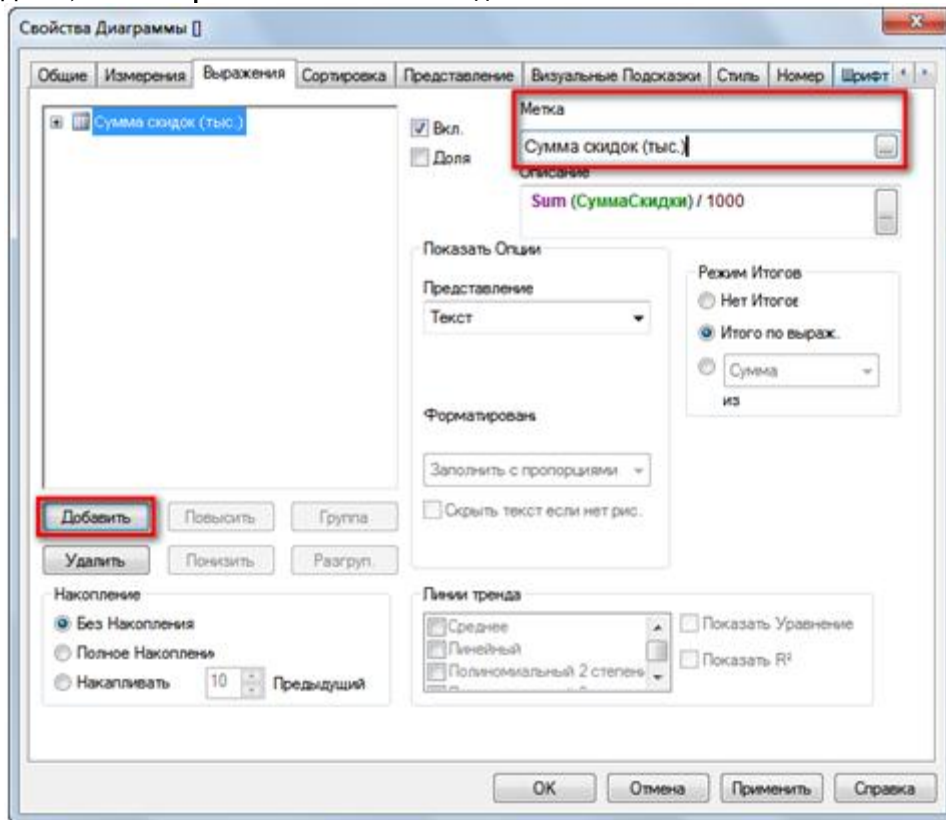 Свойства Диаграммы []
Общие Измерения Выражения Сортировка Представление Визуальные Подсказки Стиль Номер Шрифт
Сумма скидок (тыс.)
Вкл.
Доля
Метка
Сумма скидок (тыс.)
...
Описание
Sum (СуммаСкидки) / 1000
...
Показать Опции
Представление
Текст
Режим Итогов
Нет Итогов
Итого по выраж.
Сумма
из
Форматирован
Заполнить с пропорциями
Скрыть текст если нет рис.
Добавить Повысить Группа
Удалить Понизить Разгруп.
Накопление
Без Накопления
Полное Накоплени
Накапливать 10 Предыдущий
Линии тренда
Среднее
Линейный
Полиномиальный 2 степень
Показать Уравнение
Показать R²
OK Отмена Применить Справка